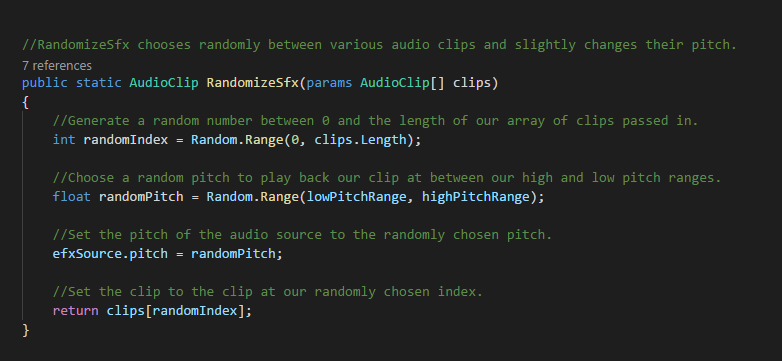 //RandomizeSfx chooses randomly between various audio clips and slightly changes their pitch.
7 references
public static AudioClip RandomizeSfx(params AudioClip[] clips)
{
//Generate a random number between 0 and the length of our array of clips passed in.
int randomIndex = Random.Range(0, clips.Length);
//Choose a random pitch to play back our clip at between our high and low pitch ranges.
float randomPitch = Random.Range(lowPitchRange, highPitchRange);
//Set the pitch of the audio source to the randomly chosen pitch.
efxSource.pitch = randomPitch;
//Set the clip to the clip at our randomly chosen index.
return clips[randomIndex];
}